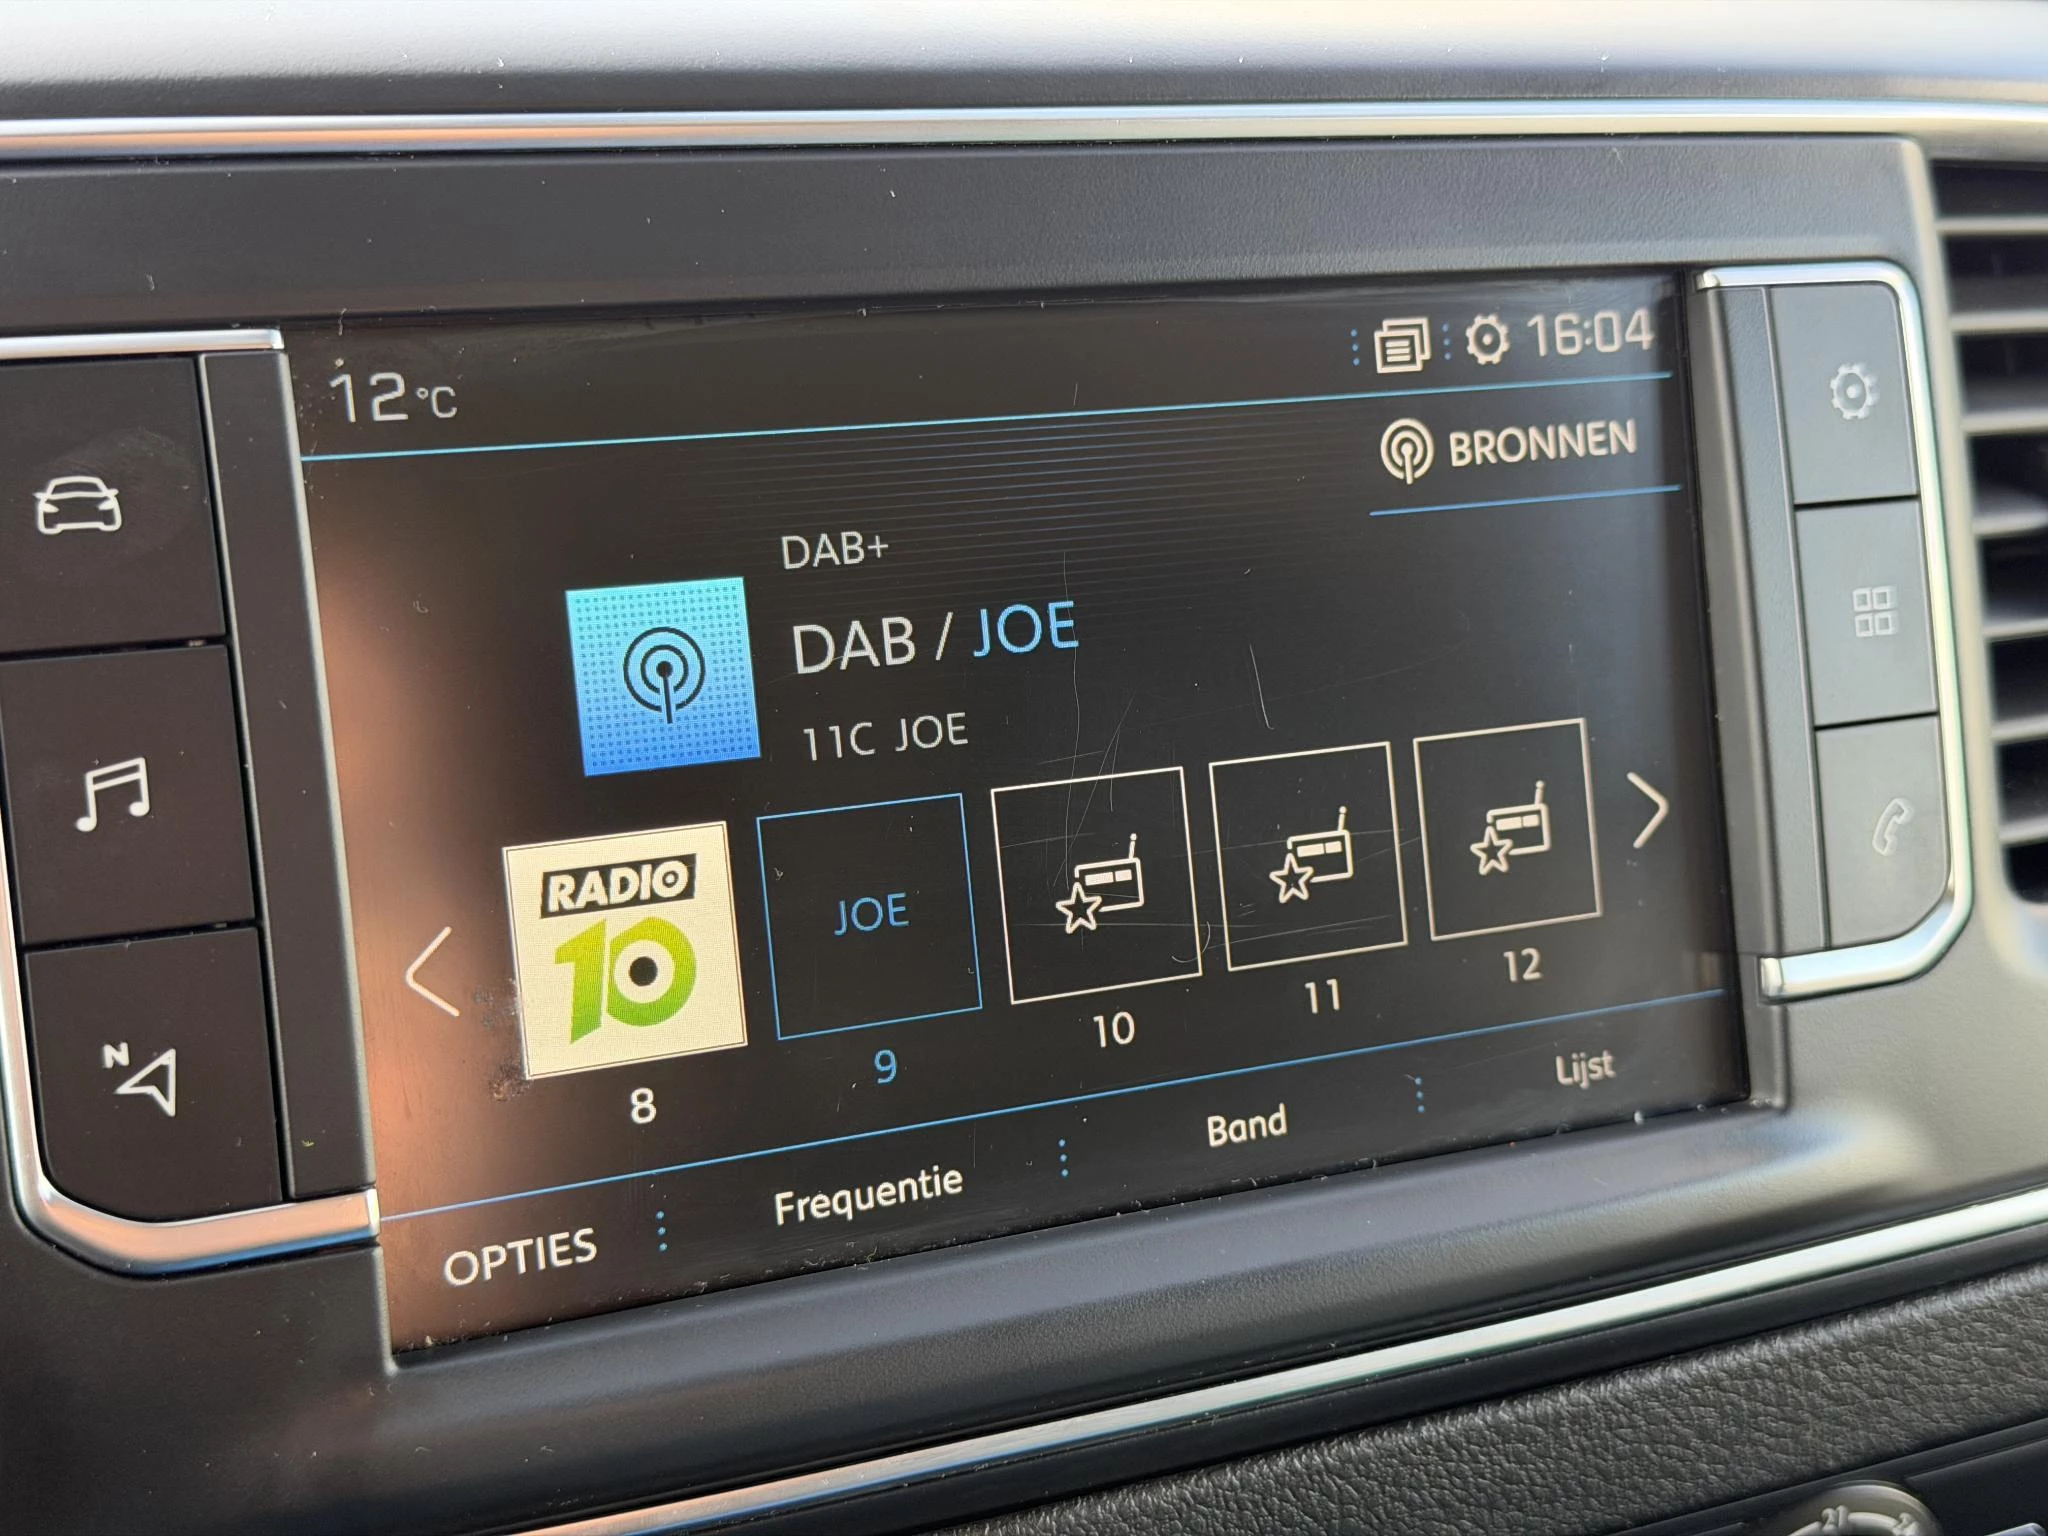 12°C
16:04
BRONNEN
DAB+
DAB / JOE
11C JOE
RADIO
10
JOE
8
9
10
11
12
OPTIES
Frequentie
Band
Lijst
N
21